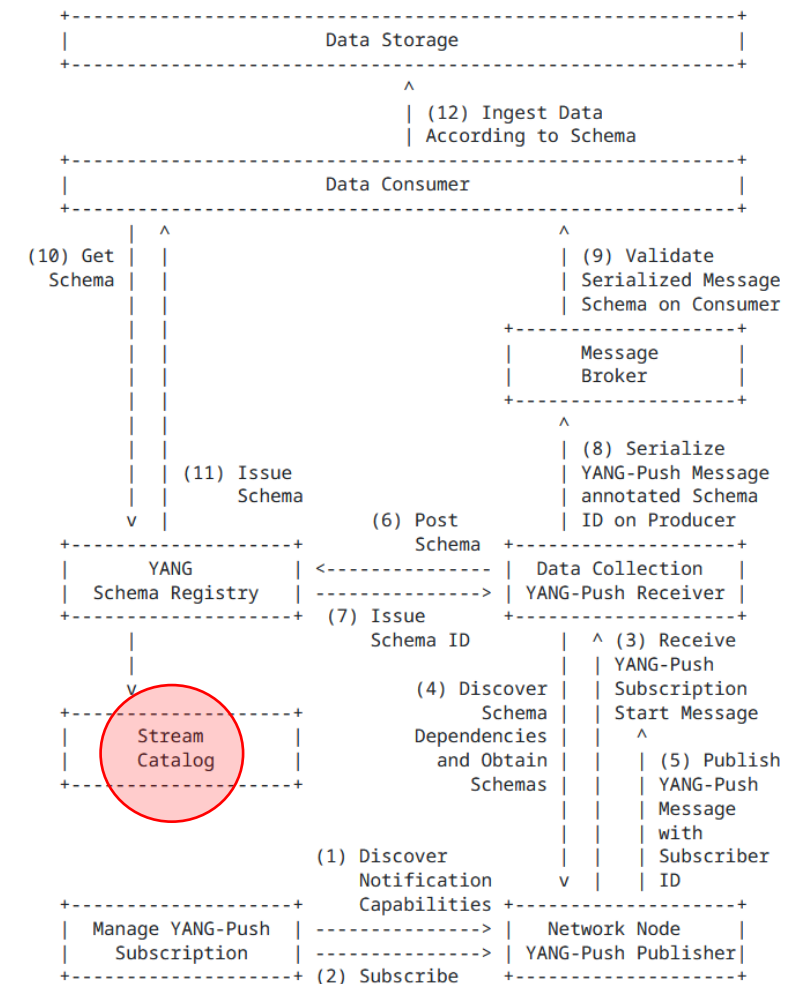 +--------------------------------------------------------------+
|                       Data Storage                           |
+--------------------------------------------------------------+
^
| (12) Ingest Data
| According to Schema
+--------------------------------------------------------------+
|                       Data Consumer                          |
+--------------------------------------------------------------+
|  ^                                    ^
(10) Get |  |                                    | (9) Validate
Schema |  |                                    | Serialized Message
|  |                                    | Schema on Consumer
|  |                               +--------------------+
|  |                               |       Message       |
|  |                               |       Broker        |
|  |                               +--------------------+
|  |                                    ^
|  |                                    | (8) Serialize
|  | (11) Issue                         | YANG-Push Message
|  |      Schema                        | annotated Schema
v  |                  (6) Post          | ID on Producer
+--------------------+          Schema  +--------------------+
|        YANG        | <--------------- |  Data Collection   |
|  Schema Registry   | ---------------> | YANG-Push Receiver |
+--------------------+  (7) Issue       +--------------------+
|                      Schema ID        |  ^ (3) Receive
|                                       |  | YANG-Push
v                          (4) Discover |  | Subscription
+--------------------+           Schema |  | Start Message
|       Stream       |     Dependencies |  |   ^
|       Catalog      |       and Obtain |  |   | (5) Publish
+--------------------+          Schemas |  |   | YANG-Push
|  |   | Message
|  |   | with
(1) Discover          |  |   | Subscriber
Notification      v  |   | ID
+--------------------+      Capabilities +--------------------+
|  Manage YANG-Push  | ---------------> |    Network Node    |
|    Subscription    | ---------------> | YANG-Push Publisher|
+--------------------+ (2) Subscribe    +--------------------+